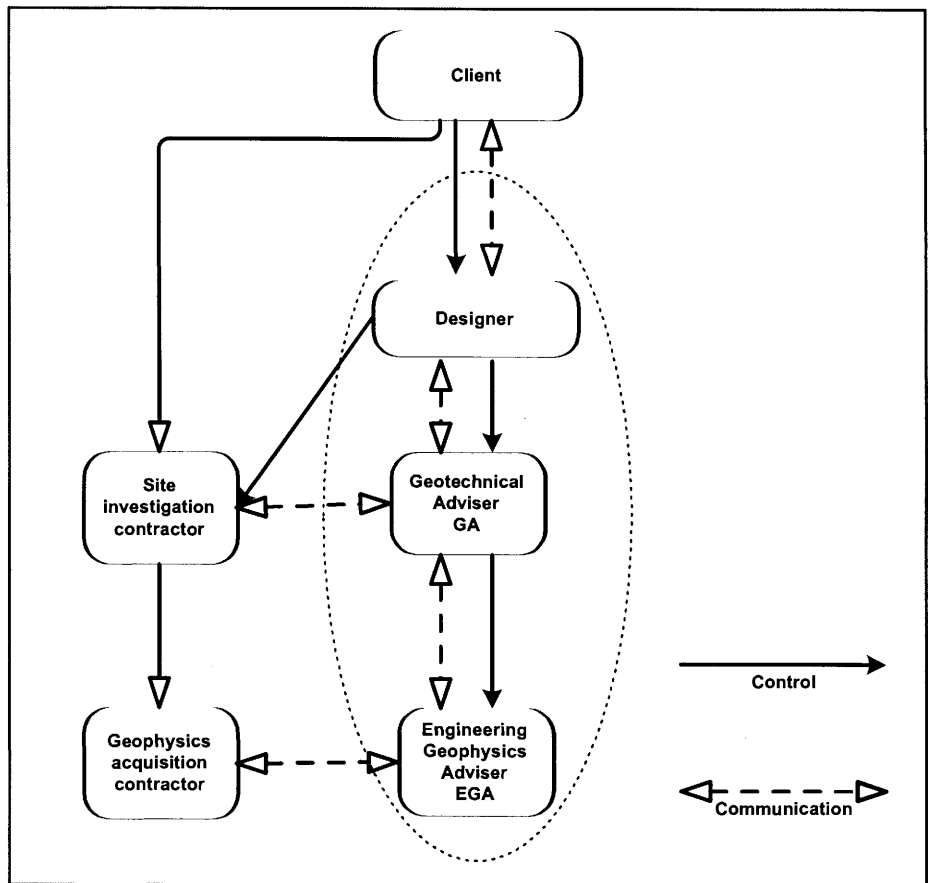 Client
Designer
Site
investigation
contractor
Geotechnical
Adviser
GA
Geophysics
acquisition
contractor
Engineering
Geophysics
Adviser
EGA
Control
Communication